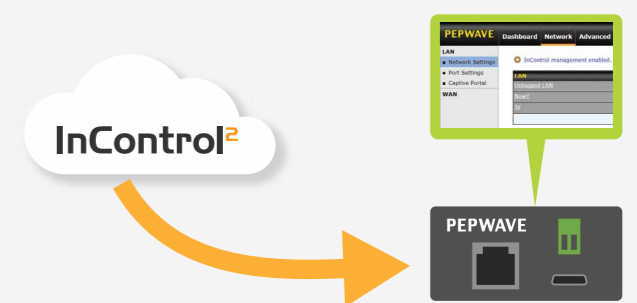 InControl²
PEPWAVE Dashboard Network Advanced
LAN
Network Settings
Port Settings
Captive Portal
WAN
InControl management enabled.
LAN
Untagged LAN
PEPWAVE